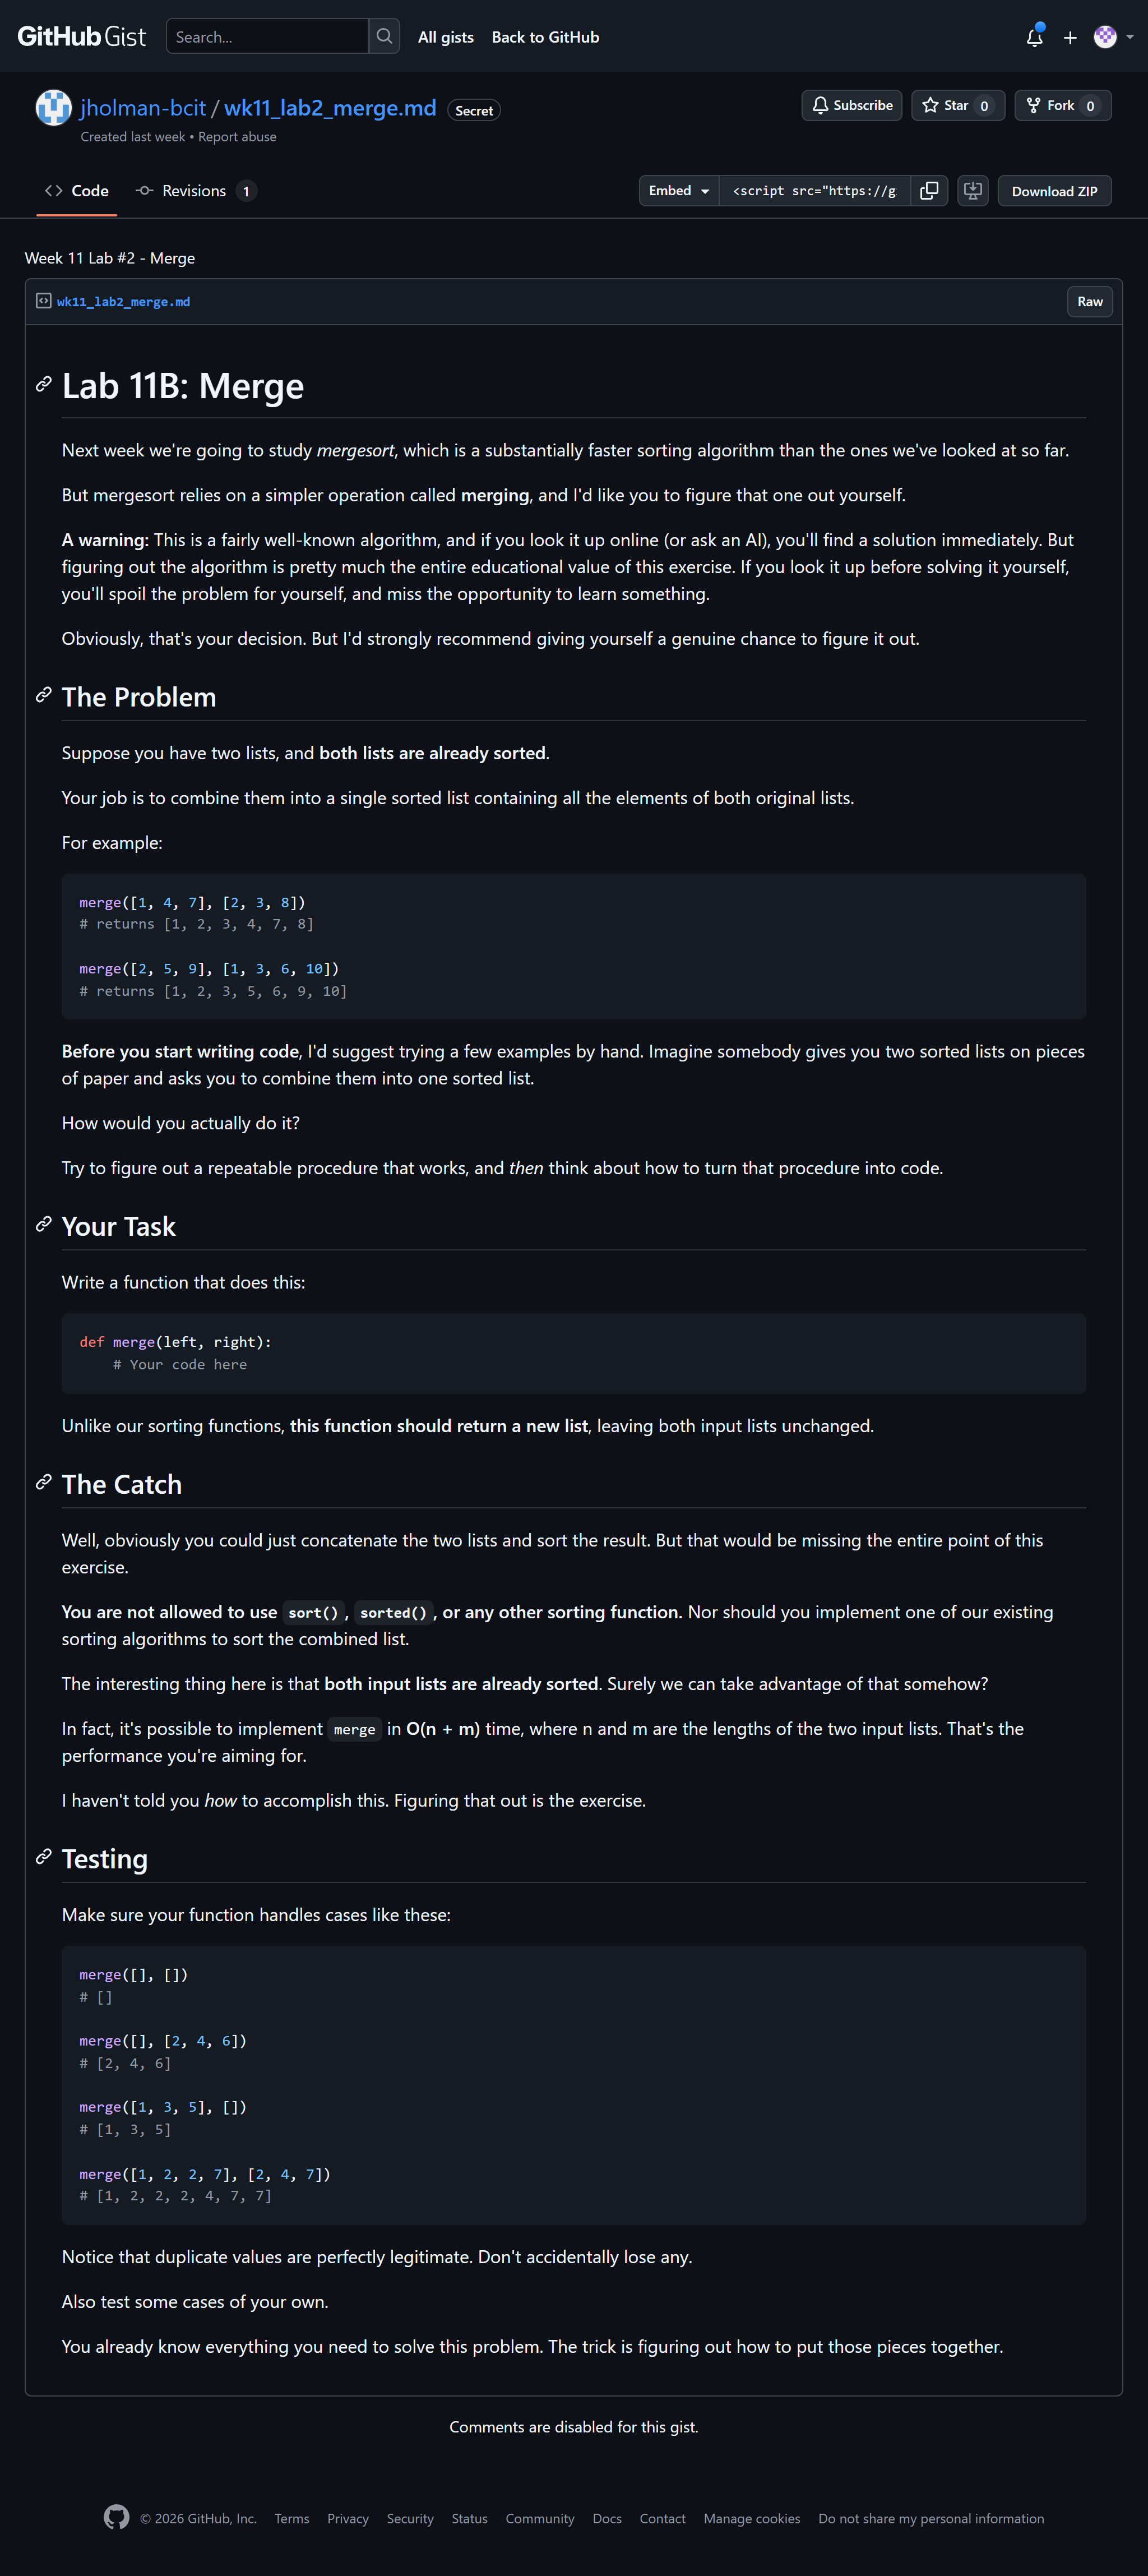 GitHub Gist
Search...
All gists
Back to GitHub
jholman-bcit / wk11_lab2_merge.md
Secret
Subscribe
Star 0
Fork 0
Created last week • Report abuse
Code
Revisions 1
Embed
<script src="https://g
Download ZIP
Week 11 Lab #2 - Merge
wk11_lab2_merge.md
Raw
Lab 11B: Merge
Next week we're going to study mergesort, which is a substantially faster sorting algorithm than the ones we've looked at so far.
But mergesort relies on a simpler operation called merging, and I'd like you to figure that one out yourself.
A warning: This is a fairly well-known algorithm, and if you look it up online (or ask an AI), you'll find a solution immediately. But
figuring out the algorithm is pretty much the entire educational value of this exercise. If you look it up before solving it yourself,
you'll spoil the problem for yourself, and miss the opportunity to learn something.
Obviously, that's your decision. But I'd strongly recommend giving yourself a genuine chance to figure it out.
The Problem
Suppose you have two lists, and both lists are already sorted.
Your job is to combine them into a single sorted list containing all the elements of both original lists.
For example:
merge([1, 4, 7], [2, 3, 8])
# returns [1, 2, 3, 4, 7, 8]
merge([2, 5, 9], [1, 3, 6, 10])
# returns [1, 2, 3, 5, 6, 9, 10]
Before you start writing code, I'd suggest trying a few examples by hand. Imagine somebody gives you two sorted lists on pieces
of paper and asks you to combine them into one sorted list.
How would you actually do it?
Try to figure out a repeatable procedure that works, and then think about how to turn that procedure into code.
Your Task
Write a function that does this:
def merge(left, right):
    # Your code here
Unlike our sorting functions, this function should return a new list, leaving both input lists unchanged.
The Catch
Well, obviously you could just concatenate the two lists and sort the result. But that would be missing the entire point of this
exercise.
You are not allowed to use sort(), sorted(), or any other sorting function. Nor should you implement one of our existing
sorting algorithms to sort the combined list.
The interesting thing here is that both input lists are already sorted. Surely we can take advantage of that somehow?
In fact, it's possible to implement merge in O(n + m) time, where n and m are the lengths of the two input lists. That's the
performance you're aiming for.
I haven't told you how to accomplish this. Figuring that out is the exercise.
Testing
Make sure your function handles cases like these:
merge([], [])
# []
merge([], [2, 4, 6])
# [2, 4, 6]
merge([1, 3, 5], [])
# [1, 3, 5]
merge([1, 2, 2, 7], [2, 4, 7])
# [1, 2, 2, 2, 4, 7, 7]
Notice that duplicate values are perfectly legitimate. Don't accidentally lose any.
Also test some cases of your own.
You already know everything you need to solve this problem. The trick is figuring out how to put those pieces together.
Comments are disabled for this gist.
© 2026 GitHub, Inc.
Terms
Privacy
Security
Status
Community
Docs
Contact
Manage cookies
Do not share my personal information